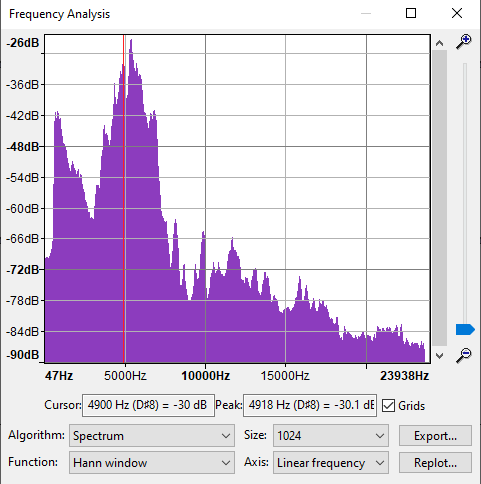 Frequency Analysis
-26dB
-36dB
-42dB
-48dB
-54dB
-60dB
-66dB
-72dB
-78dB
-84dB
-90dB
47Hz 5000Hz 10000Hz 15000Hz 23938Hz
Cursor: 4900 Hz (D♯8) = -30 dB Peak: 4918 Hz (D♯8) = -30.1 dB Grids
Algorithm: Spectrum Size: 1024 Export...
Function: Hann window Axis: Linear frequency Replot...